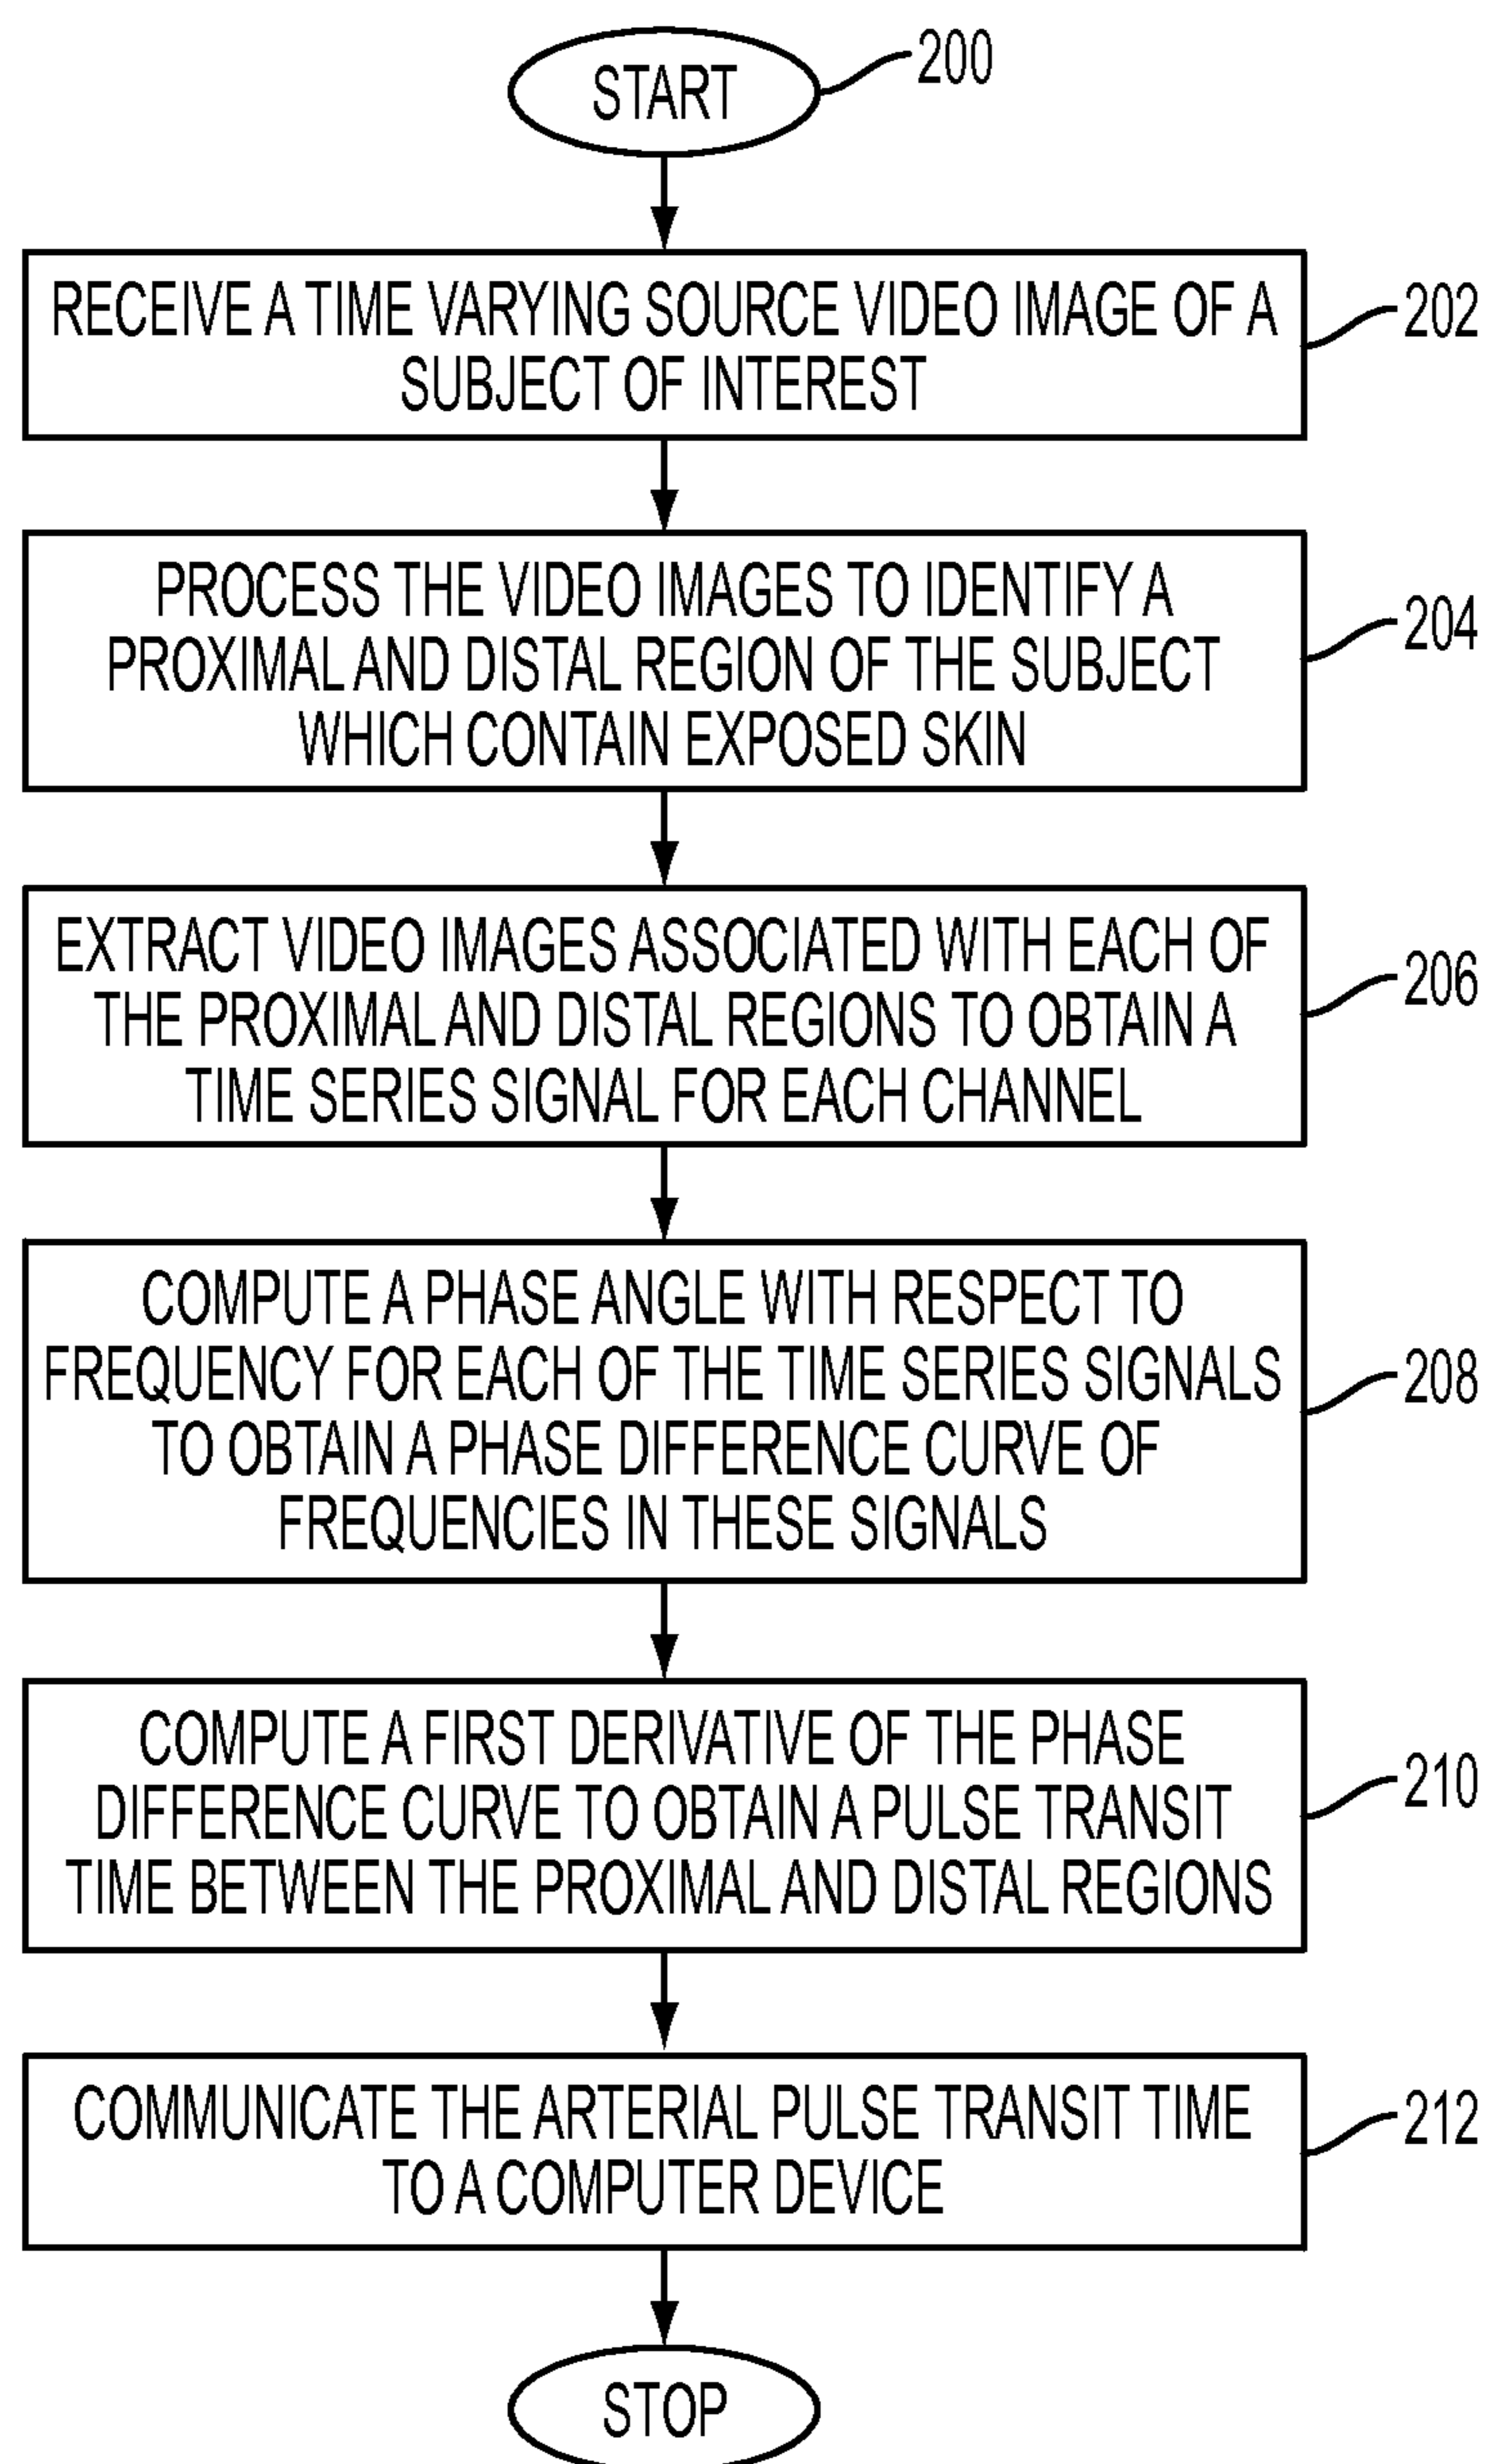 START
200
RECEIVE A TIME VARYING SOURCE VIDEO IMAGE OF A
SUBJECT OF INTEREST
202
PROCESS THE VIDEO IMAGES TO IDENTIFY A
PROXIMAL AND DISTAL REGION OF THE SUBJECT
WHICH CONTAIN EXPOSED SKIN
204
EXTRACT VIDEO IMAGES ASSOCIATED WITH EACH OF
THE PROXIMAL AND DISTAL REGIONS TO OBTAIN A
TIME SERIES SIGNAL FOR EACH CHANNEL
206
COMPUTE A PHASE ANGLE WITH RESPECT TO
FREQUENCY FOR EACH OF THE TIME SERIES SIGNALS
TO OBTAIN A PHASE DIFFERENCE CURVE OF
FREQUENCIES IN THESE SIGNALS
208
COMPUTE A FIRST DERIVATIVE OF THE PHASE
DIFFERENCE CURVE TO OBTAIN A PULSE TRANSIT
TIME BETWEEN THE PROXIMAL AND DISTAL REGIONS
210
COMMUNICATE THE ARTERIAL PULSE TRANSIT TIME
TO A COMPUTER DEVICE
212
STOP